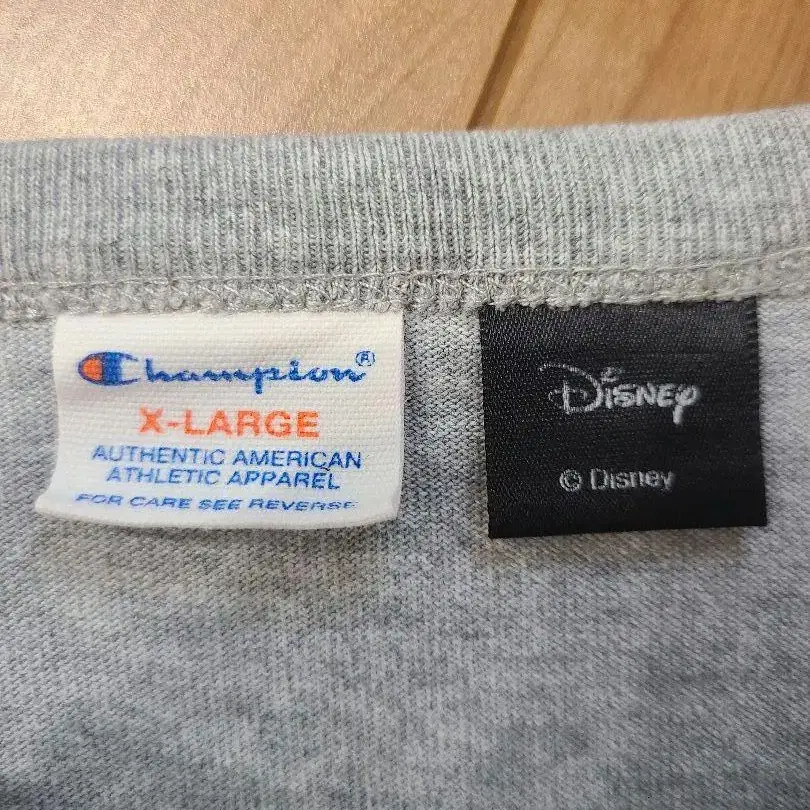 Champion®
X-LARGE
AUTHENTIC AMERICAN
ATHLETIC APPAREL
FOR CARE SEE REVERSE
Disney
© Disney